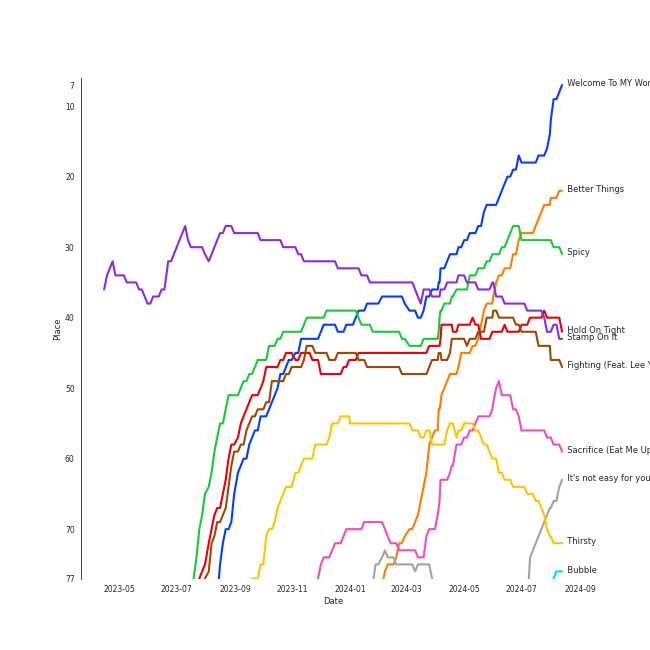 7
10
20
30
40
50
60
70
77
Place
2023-05
2023-07
2023-09
2023-11
2024-01
2024-03
2024-05
2024-07
2024-09
Date
Welcome To MY
Better Things
Spicy
Hold On Tight
Stamp On It
Fighting (Feat. Lee
Sacrifice (Eat Me Up
It's not easy for you
Thirsty
Bubble